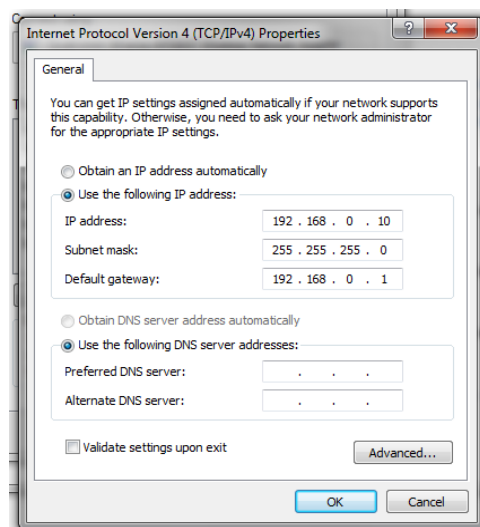 Internet Protocol Version 4 (TCP/IPv4) Properties
General
You can get IP settings assigned automatically if your network supports
this capability. Otherwise, you need to ask your network administrator
for the appropriate IP settings.
Obtain an IP address automatically
Use the following IP address:
IP address: 192 . 168 . 0 . 10
Subnet mask: 255 . 255 . 255 . 0
Default gateway: 192 . 168 . 0 . 1
Obtain DNS server address automatically
Use the following DNS server addresses:
Preferred DNS server: . . .
Alternate DNS server: . . .
Validate settings upon exit
Advanced...
OK Cancel